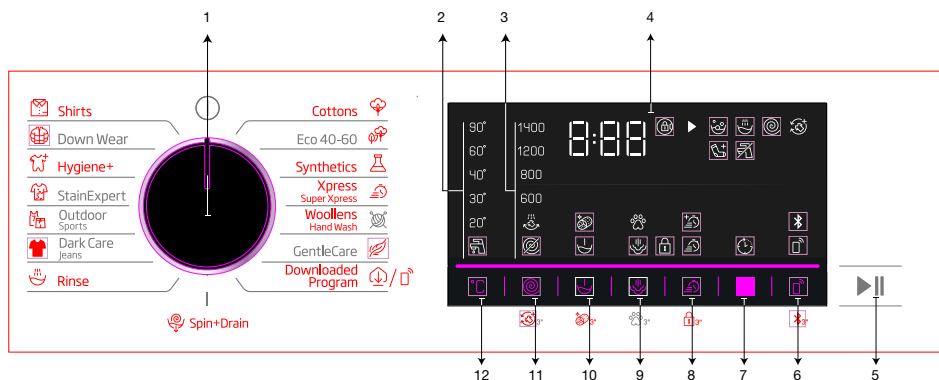 1
2
3
4
Shirts
Down Wear
Hygiene+
StainExpert
Outdoor
Sports
Dark Care
Jeans
Rinse
Spin+Drain
Cottons
Eco 40-60
Synthetics
Xpress
Super Xpress
Woollens
Hand Wash
GentleCare
Downloaded
Program
/
90° 1400
60° 1200
40° 800
30° 600
20°
8:88
°C
3" 3" 3" 3" 3"
12 11 10 9 8 7 6 5